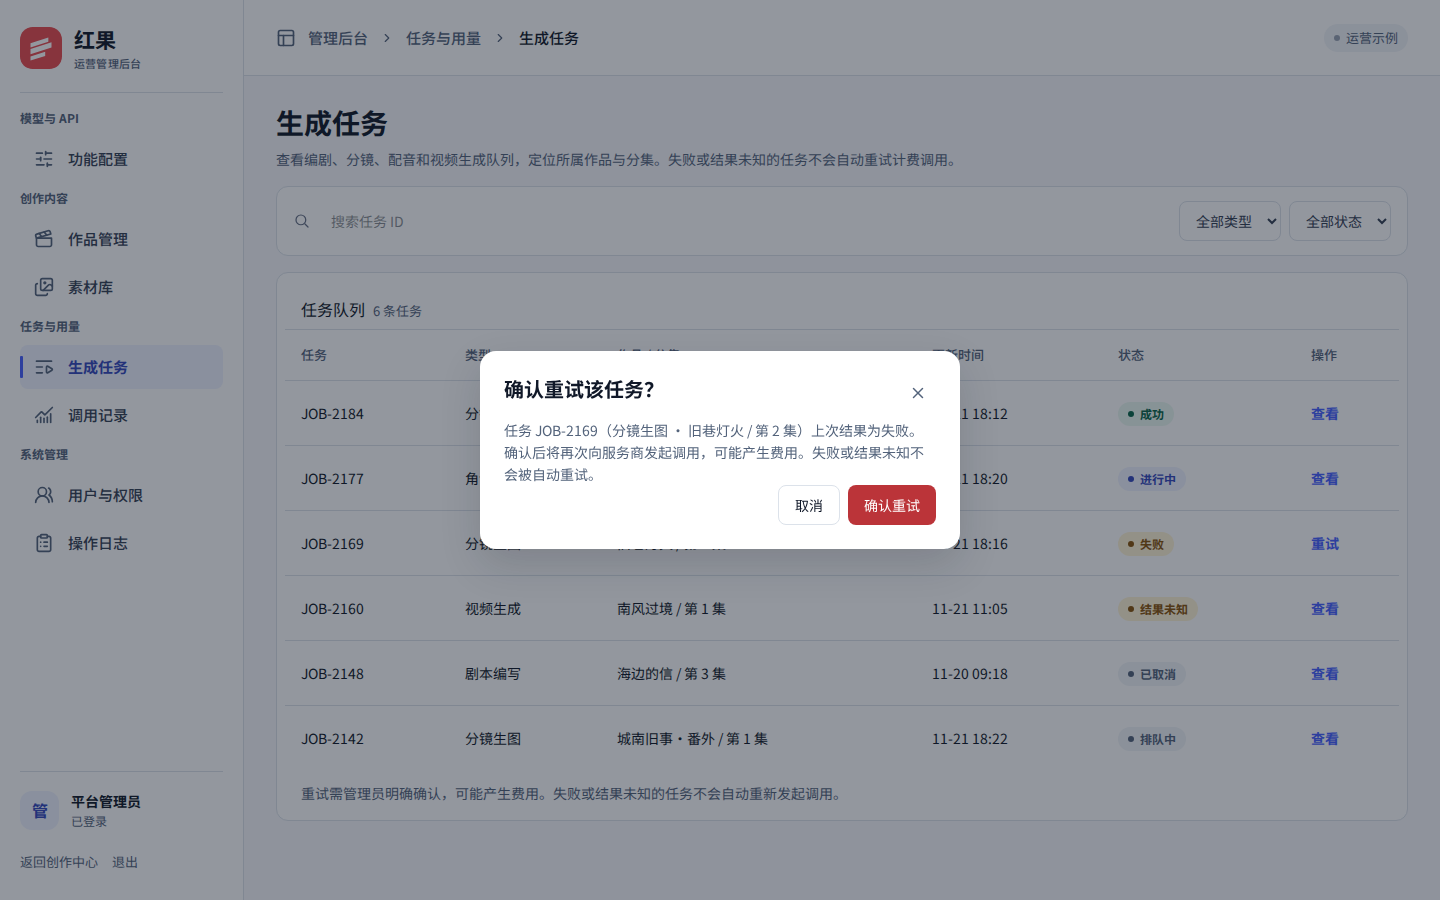 红果
运营管理后台
模型与 API
功能配置
创作内容
作品管理
素材库
任务与用量
生成任务
调用记录
系统管理
用户与权限
操作日志
管
平台管理员
已登录
返回创作中心 退出
管理后台 任务与用量 生成任务
运营示例
生成任务
查看编剧、分镜、配音和视频生成队列，定位所属作品与分集。失败或结果未知的任务不会自动重试计费调用。
搜索任务 ID
全部类型 全部状态
任务队列 6 条任务
任务 类型 新时间 状态 操作
JOB-2184 分 1 18:12 成功 查看
JOB-2177 角 1 18:20 进行中 查看
JOB-2169 分镜 21 18:16 失败 重试
JOB-2160 视频生成 南风过境 / 第 1 集 11-21 11:05 结果未知 查看
JOB-2148 剧本编写 海边的信 / 第 3 集 11-20 09:18 已取消 查看
JOB-2142 分镜生图 城南旧事・番外 / 第 1 集 11-21 18:22 排队中 查看
重试需管理员明确确认，可能产生费用。失败或结果未知的任务不会自动重新发起调用。
确认重试该任务？
任务 JOB-2169（分镜生图 · 旧巷灯火 / 第 2 集）上次结果为失败。
确认后将再次向服务商发起调用，可能产生费用。失败或结果未知不
会被自动重试。
取消 确认重试